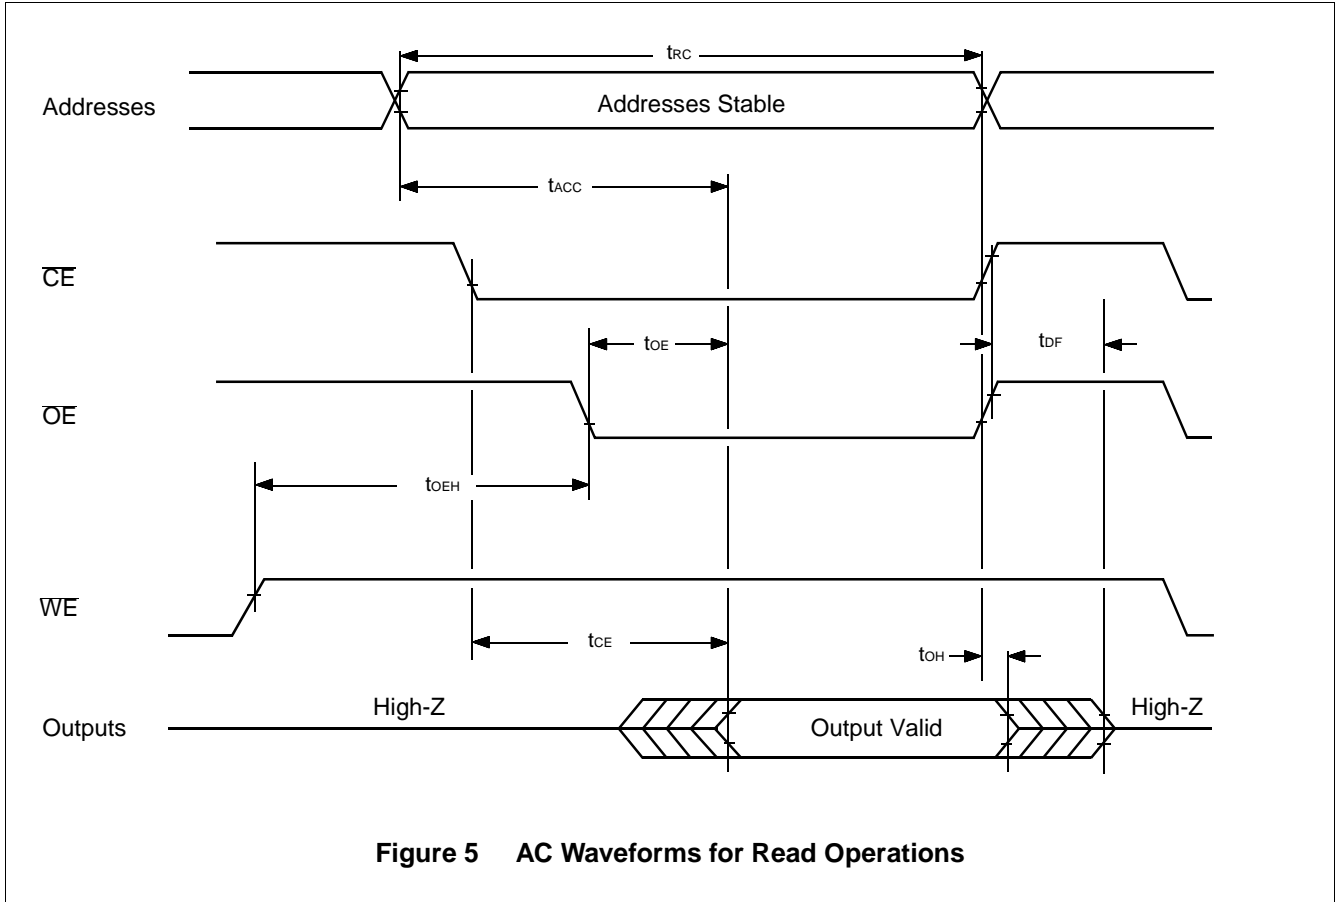 tRC
Addresses
Addresses Stable
tACC
CE
tOE
tDF
OE
tOEH
WE
tCE
tOH
High-Z
High-Z
Outputs
Output Valid
Figure 5 AC Waveforms for Read Operations